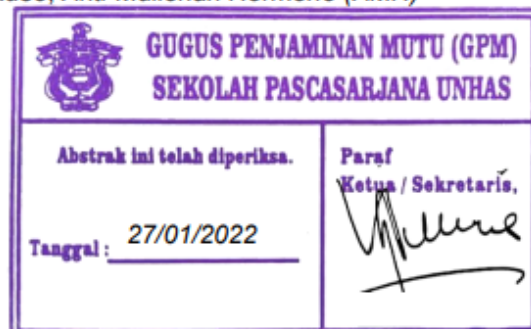 GUGUS PENJAMINAN MUTU (GPM)
SEKOLAH PASCASARJANA UNHAS
Abstrak ini telah diperiksa.
Tanggal : 27/01/2022
Paraf
Ketua / Sekretaris,